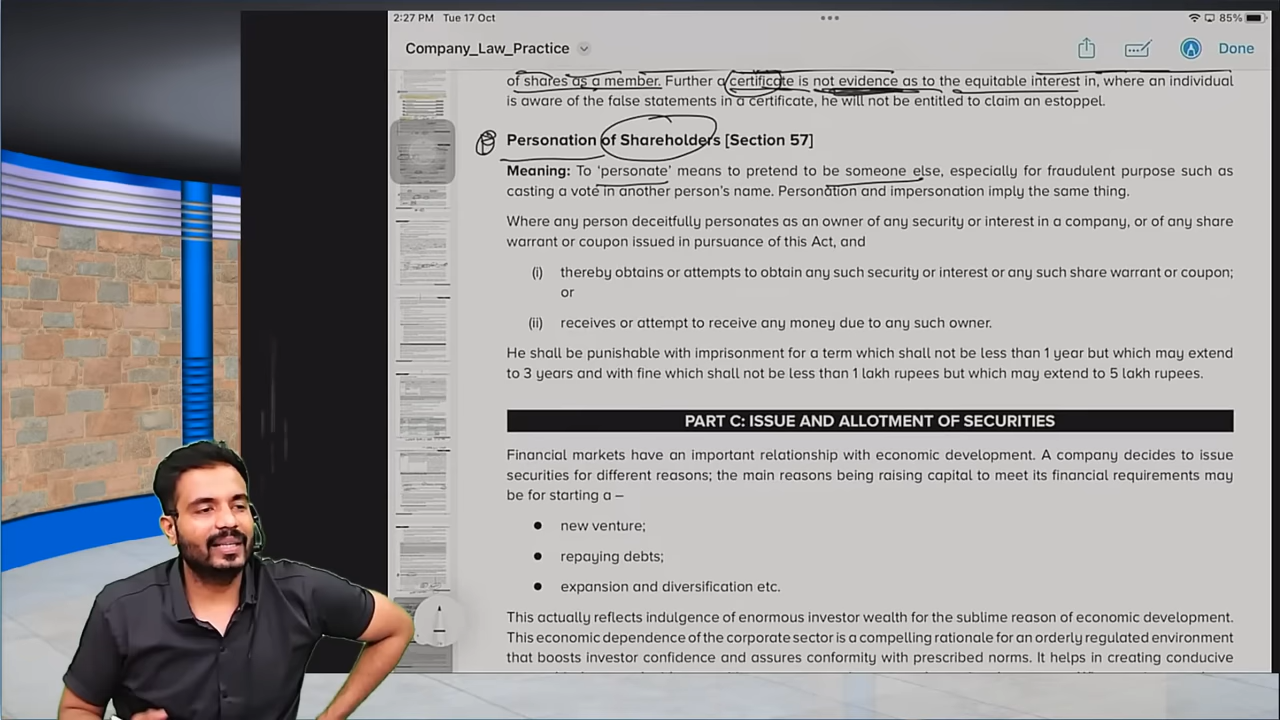 2:27 PM Tue 17 Oct
85%
Company_Law_Practice
Done
of shares as a member. Further a certificate is not evidence as to the equitable interest in, where an individual
is aware of the false statements in a certificate, he will not be entitled to claim an estoppel.
Personation of Shareholders [Section 57]
Meaning: To ‘personate’ means to pretend to be someone else, especially for fraudulent purpose such as
casting a vote in another person’s name. Personation and impersonation imply the same thing.
Where any person deceitfully personates as an owner of any security or interest in a company, or of any share
warrant or coupon issued in pursuance of this Act, and
(i) thereby obtains or attempts to obtain any such security or interest or any such share warrant or coupon;
or
(ii) receives or attempt to receive any money due to any such owner.
He shall be punishable with imprisonment for a term which shall not be less than 1 year but which may extend
to 3 years and with fine which shall not be less than 1 lakh rupees but which may extend to 5 lakh rupees.
PART C: ISSUE AND ALLOTMENT OF SECURITIES
Financial markets have an important relationship with economic development. A company decides to issue
securities for different reasons; the main reasons being raising capital to meet its financial requirements may
be for starting a –
● new venture;
● repaying debts;
● expansion and diversification etc.
This actually reflects indulgence of enormous investor wealth for the sublime reason of economic development.
This economic dependence of the corporate sector is a compelling rationale for an orderly regulated environment
that boosts investor confidence and assures conformity with prescribed norms. It helps in creating conducive